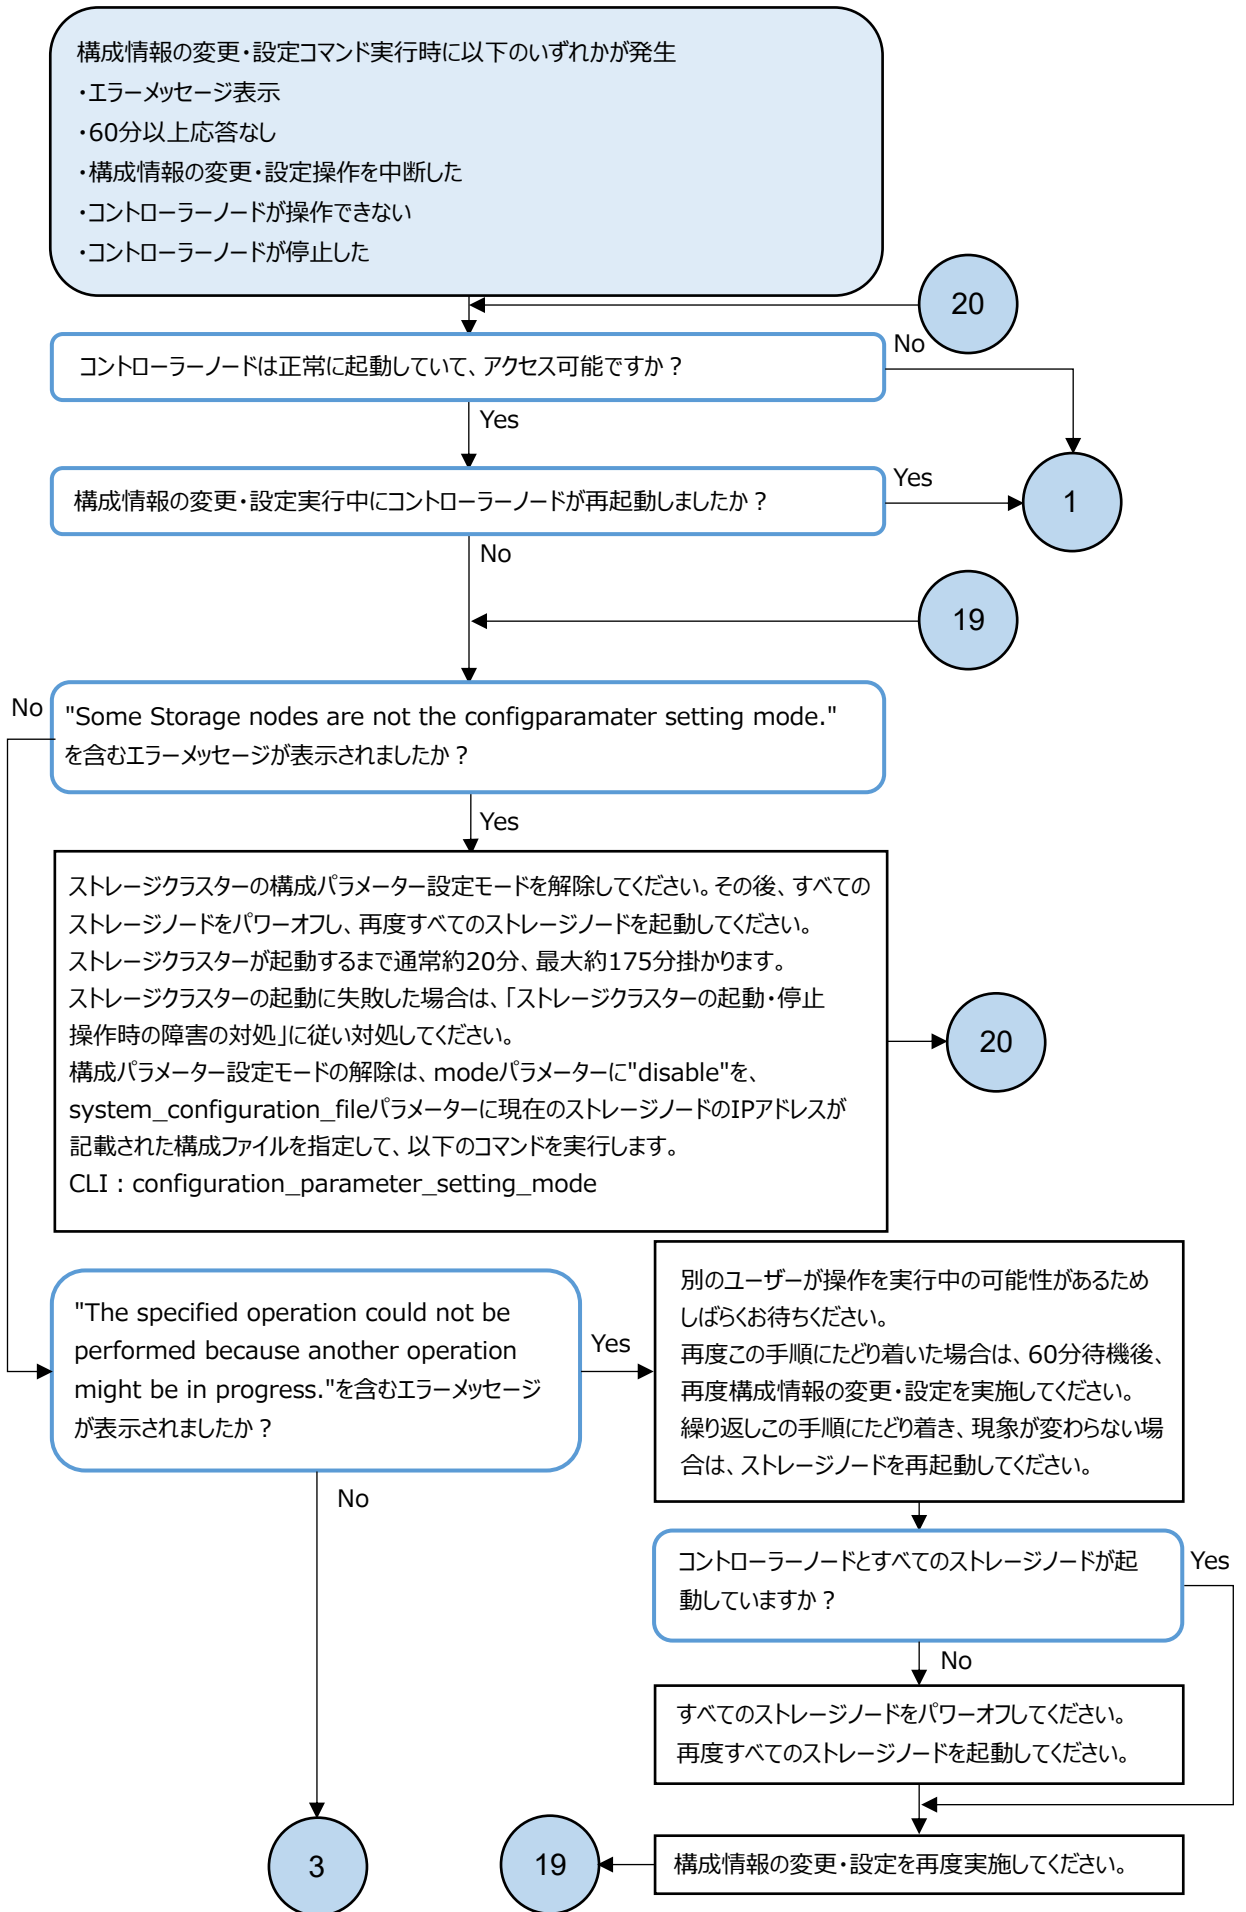 構成情報の変更・設定コマンド実行時に以下のいずれかが発生
・エラーメッセージ表示
・60分以上応答なし
・構成情報の変更・設定操作を中断した
・コントローラーノードが操作できない
・コントローラーノードが停止した
20
コントローラーノードは正常に起動していて、アクセス可能ですか？
No
Yes
構成情報の変更・設定実行中にコントローラーノードが再起動しましたか？
Yes
1
No
19
No
"Some Storage nodes are not the configparamater setting mode."
を含むエラーメッセージが表示されましたか？
Yes
ストレージクラスターの構成パラメーター設定モードを解除してください。その後、すべての
ストレージノードをパワーオフし、再度すべてのストレージノードを起動してください。
ストレージクラスターが起動するまで通常約20分、最大約175分掛かります。
ストレージクラスターの起動に失敗した場合は、「ストレージクラスターの起動・停止
操作時の障害の対処」に従い対処してください。
構成パラメーター設定モードの解除は、modeパラメーターに"disable"を、
system_configuration_fileパラメーターに現在のストレージノードのIPアドレスが
記載された構成ファイルを指定して、以下のコマンドを実行します。
CLI：configuration_parameter_setting_mode
20
"The specified operation could not be
performed because another operation
might be in progress."を含むエラーメッセージ
が表示されましたか？
Yes
別のユーザーが操作を実行中の可能性があるため
しばらくお待ちください。
再度この手順にたどり着いた場合は、60分待機後、
再度構成情報の変更・設定を実施してください。
繰り返しこの手順にたどり着き、現象が変わらない場
合は、ストレージノードを再起動してください。
No
コントローラーノードとすべてのストレージノードが起
動していますか？
Yes
No
すべてのストレージノードをパワーオフしてください。
再度すべてのストレージノードを起動してください。
3
19
構成情報の変更・設定を再度実施してください。